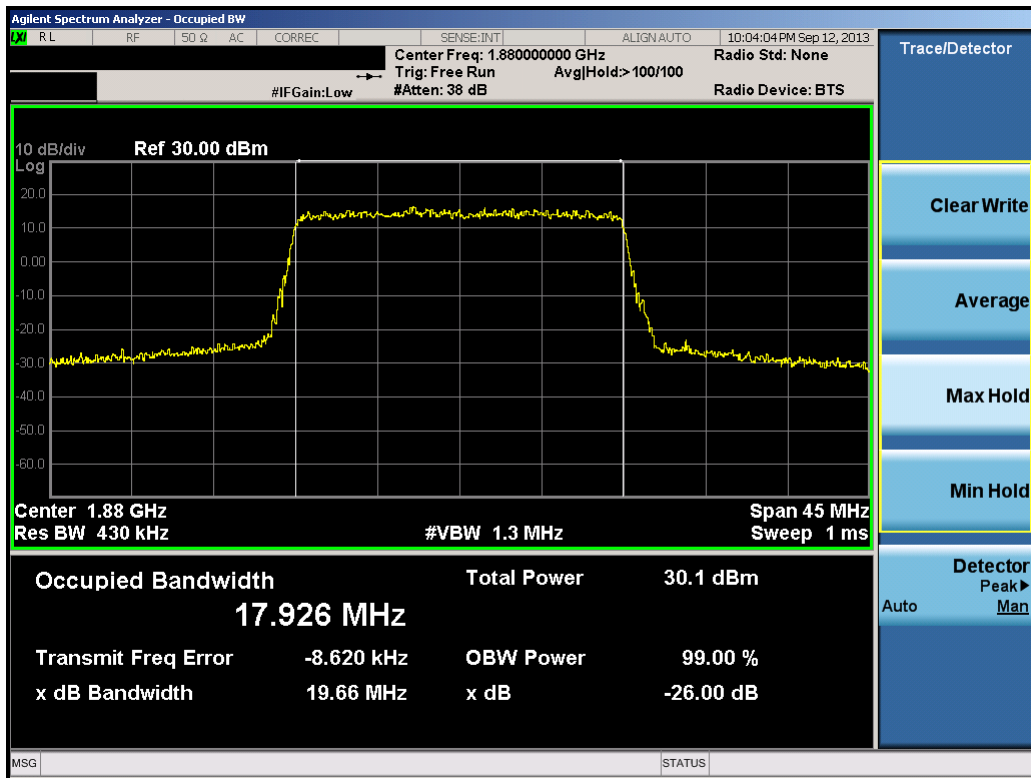 Agilent Spectrum Analyzer - Occupied BW
LXI RL RF 50 Ω AC CORREC SENSE:INT ALIGN AUTO 10:04:04 PM Sep 12, 2013
Center Freq: 1.880000000 GHz Radio Std: None
Trig: Free Run Avg|Hold:>100/100
#IFGain:Low #Atten: 38 dB Radio Device: BTS
10 dB/div Ref 30.00 dBm
Log
20.0
10.0
0.00
-10.0
-20.0
-30.0
-40.0
-50.0
-60.0
Center 1.88 GHz Span 45 MHz
Res BW 430 kHz #VBW 1.3 MHz Sweep 1 ms
Occupied Bandwidth Total Power 30.1 dBm
17.926 MHz
Transmit Freq Error -8.620 kHz OBW Power 99.00 %
x dB Bandwidth 19.66 MHz x dB -26.00 dB
MSG STATUS
Trace/Detector
Clear Write
Average
Max Hold
Min Hold
Detector
Peak▶
Auto Man